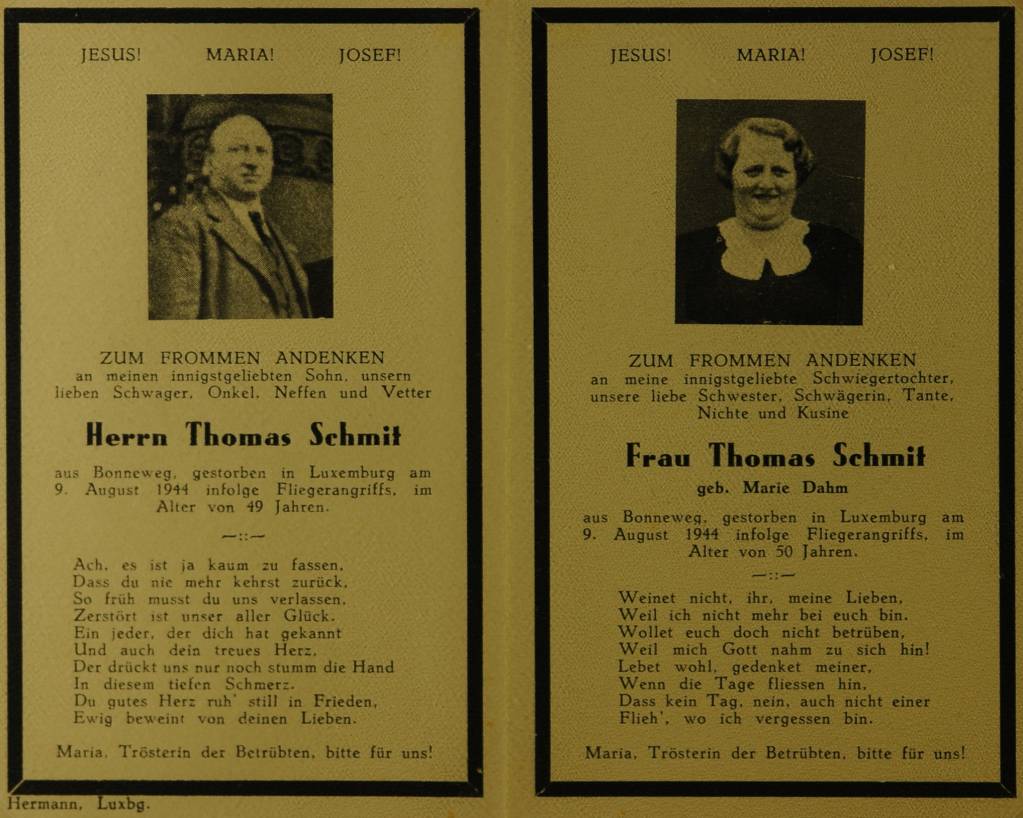 JESUS! MARIA! JOSEF!
ZUM FROMMEN ANDENKEN
an meinen innigstgeliebten Sohn, unsern
lieben Schwager, Onkel, Neffen und Vetter
Herrn Thomas Schmit
aus Bonneweg, gestorben in Luxemburg am
9. August 1944 infolge Fliegerangriffs, im
Alter von 49 Jahren.
—::—
Ach, es ist ja kaum zu fassen,
Dass du nie mehr kehrst zurück,
So früh musst du uns verlassen,
Zerstört ist unser aller Glück.
Ein jeder, der dich hat gekannt
Und auch dein treues Herz,
Der drückt uns nur noch stumm die Hand
In diesem tiefen Schmerz.
Du gutes Herz ruh' still in Frieden,
Ewig beweint von deinen Lieben.
Maria, Trösterin der Betrübten, bitte für uns!
Hermann, Luxbg.
JESUS! MARIA! JOSEF!
ZUM FROMMEN ANDENKEN
an meine innigstgeliebte Schwiegertochter,
unsere liebe Schwester, Schwägerin, Tante,
Nichte und Kusine
Frau Thomas Schmit
geb. Marie Dahm
aus Bonneweg, gestorben in Luxemburg am
9. August 1944 infolge Fliegerangriffs, im
Alter von 50 Jahren.
—::—
Weinet nicht, ihr, meine Lieben,
Weil ich nicht mehr bei euch bin.
Wollet euch doch nicht betrüben,
Weil mich Gott nahm zu sich hin!
Lebet wohl, gedenket meiner,
Wenn die Tage fliessen hin,
Dass kein Tag, nein, auch nicht einer
Flieh', wo ich vergessen bin.
Maria, Trösterin der Betrübten, bitte für uns!